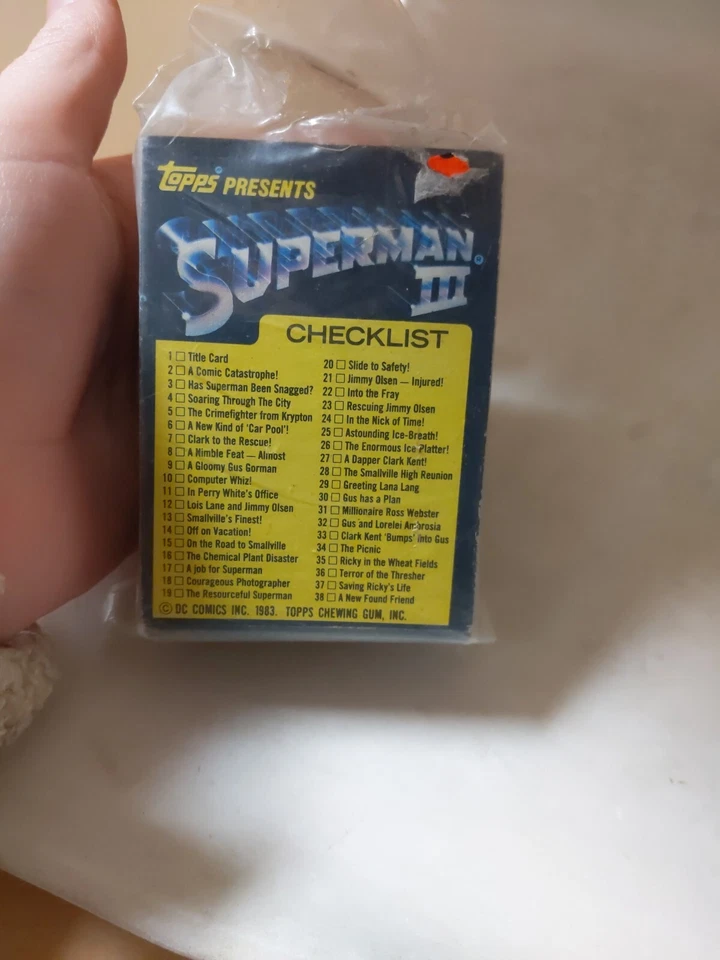 Topps PRESENTS
SUPERMAN
III
CHECKLIST
1 Title Card
2 A Comic Catastrophe!
3 Has Superman Been Snagged?
4 Soaring Through The City
5 The Crimefighter from Krypton
6 A New Kind of 'Car Pool'!
7 Clark to the Rescue!
8 A Nimble Feat — Almost
9 A Gloomy Gus Gorman
10 Computer Whiz!
11 In Perry White's Office
12 Lois Lane and Jimmy Olsen
13 Smallville's Finest!
14 Off on Vacation!
15 On the Road to Smallville
16 The Chemical Plant Disaster
17 A job for Superman
18 Courageous Photographer
19 The Resourceful Superman
20 Slide to Safety!
21 Jimmy Olsen — Injured!
22 Into the Fray
23 Rescuing Jimmy Olsen
24 In the Nick of Time!
25 Astounding Ice-Breath!
26 The Enormous Ice Platter!
27 A Dapper Clark Kent!
28 The Smallville High Reunion
29 Greeting Lana Lang
30 Gus has a Plan
31 Millionaire Ross Webster
32 Gus and Lorelei Ambrosia
33 Clark Kent 'Bumps' into Gus
34 The Picnic
35 Ricky in the Wheat Fields
36 Terror of the Thresher
37 Saving Ricky's Life
38 A New Found Friend
© DC COMICS INC. 1983. TOPPS CHEWING GUM, INC.